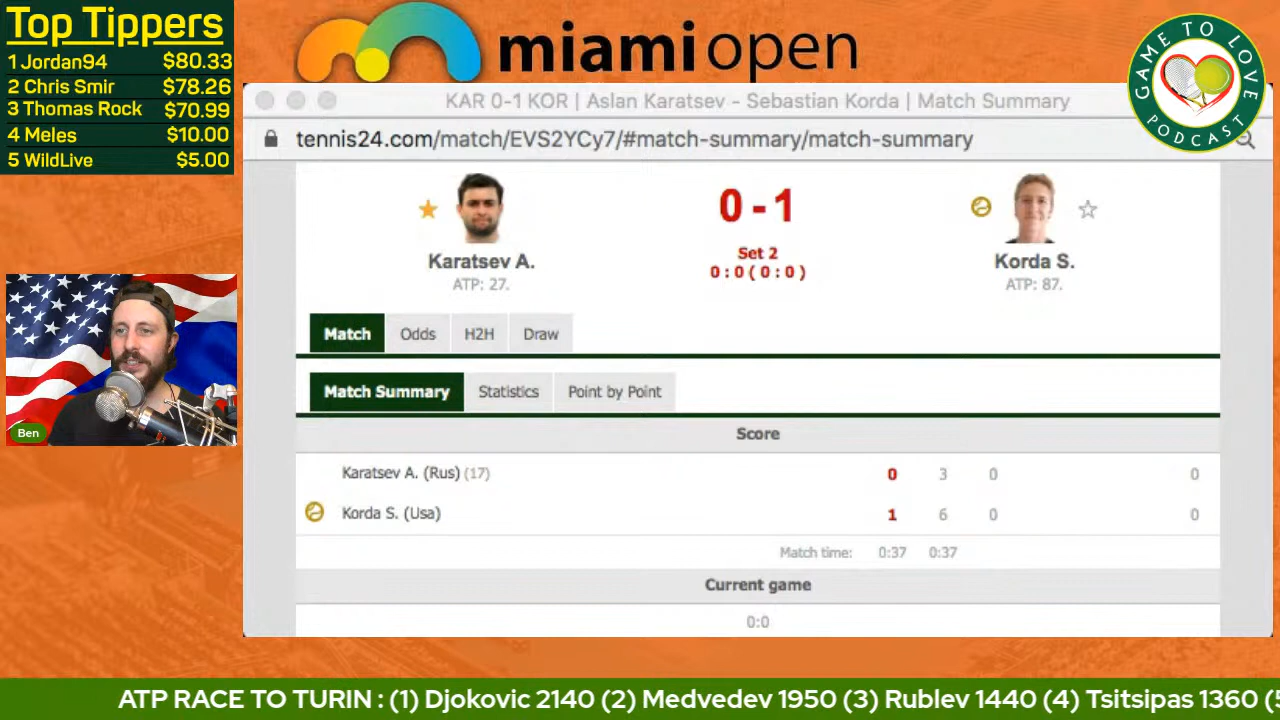 Top Tippers
1 Jordan94 $80.33
2 Chris Smir $78.26
3 Thomas Rock $70.99
4 Meles $10.00
5 WildLive $5.00
miami open
GAME TO LOVE
PODCAST
KAR 0-1 KOR | Aslan Karatsev - Sebastian Korda | Match Summary
tennis24.com/match/EVS2YCy7/#match-summary/match-summary
0 - 1
Set 2
0 : 0 ( 0 : 0 )
Karatsev A.
ATP: 27.
Korda S.
ATP: 87.
Match Odds H2H Draw
Match Summary Statistics Point by Point
Score
Karatsev A. (Rus) (17) 0 3 0 0
Korda S. (Usa) 1 6 0 0
Match time: 0:37 0:37
Current game
0:0
Ben
ATP RACE TO TURIN : (1) Djokovic 2140 (2) Medvedev 1950 (3) Rublev 1440 (4) Tsitsipas 1360 (5